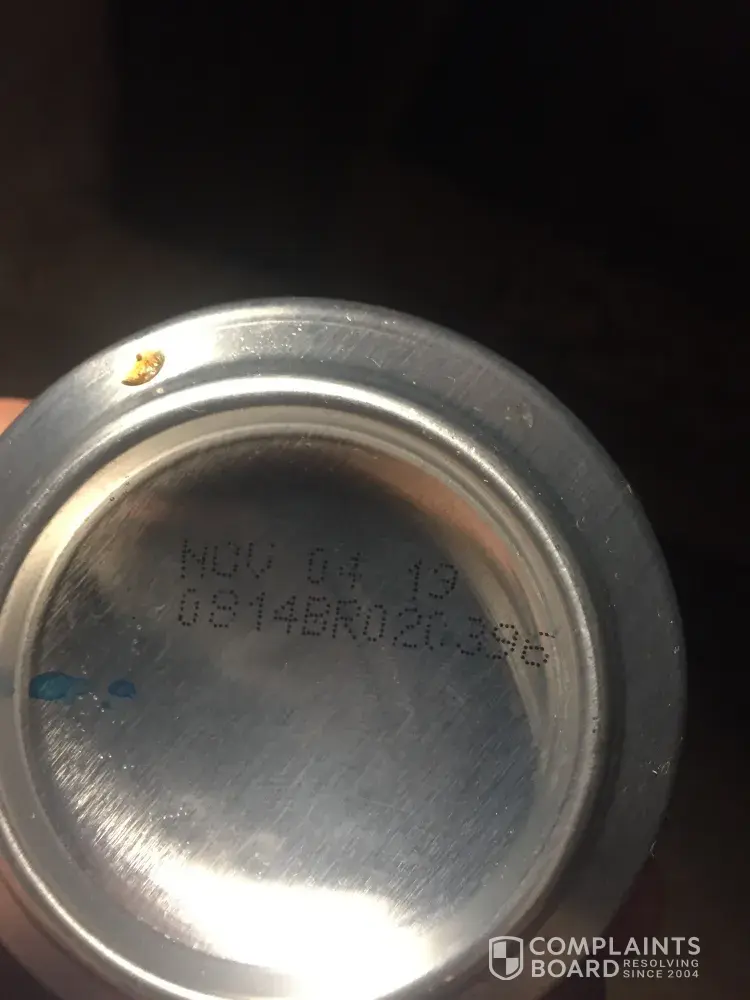 NOV 04 19
0814BR020396
COMPLAINTS
BOARD RESOLVING
SINCE 2004